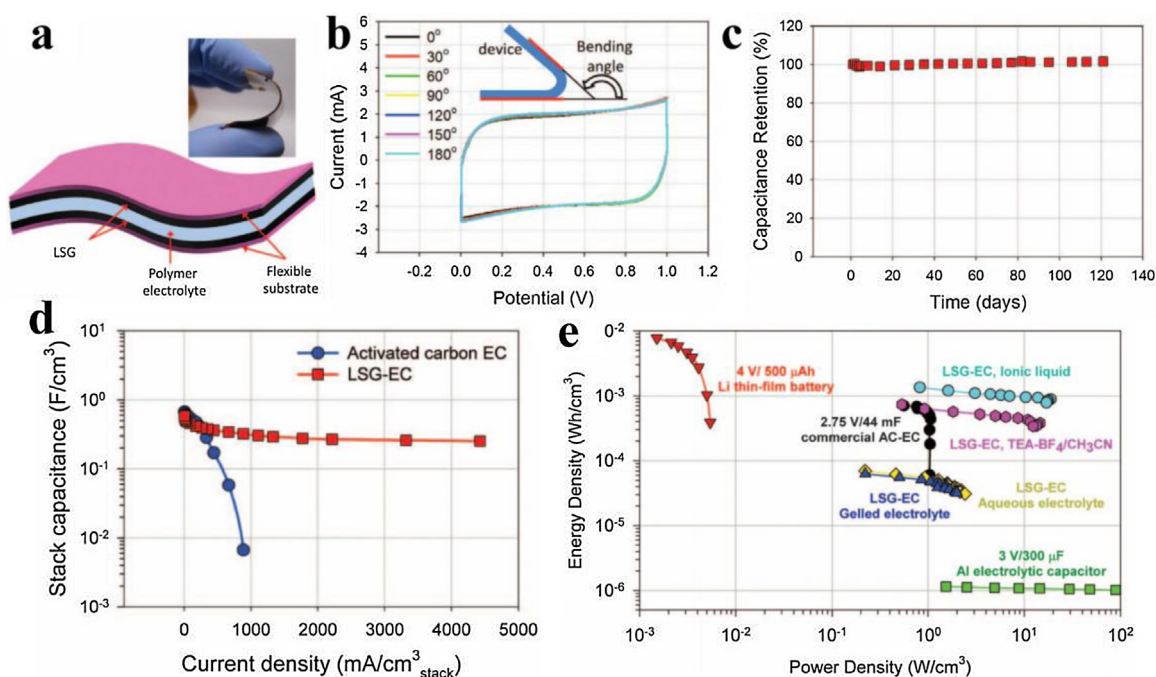 a
LSG
Polymer
electrolyte
Flexible
substrate
b
6
5
4
3
2
1
0
-1
-2
-3
-4
Current (mA)
0°
30°
60°
90°
120°
150°
180°
device
Bending
angle
-0.2 0.0 0.2 0.4 0.6 0.8 1.0 1.2
Potential (V)
c
120
100
80
60
40
20
0
Capacitance Retention (%)
0 20 40 60 80 100 120 140
Time (days)
d
10¹
10⁰
10⁻¹
10⁻²
10⁻³
Stack capacitance (F/cm³)
Activated carbon EC
LSG-EC
0 1000 2000 3000 4000 5000
Current density (mA/cm³stack)
e
0⁻²
10⁻³
10⁻⁴
10⁻⁵
10⁻⁶
Energy Density (Wh/cm³)
4 V/ 500 µAh
Li thin-film battery
LSG-EC, Ionic liquid
2.75 V/44 mF
commercial AC-EC
LSG-EC, TEA-BF₄/CH₃CN
LSG-EC
Gelled electrolyte
LSG-EC
Aqueous electrolyte
3 V/300 µF
Al electrolytic capacitor
10⁻³ 10⁻² 10⁻¹ 10⁰ 10¹ 10²
Power Density (W/cm³)